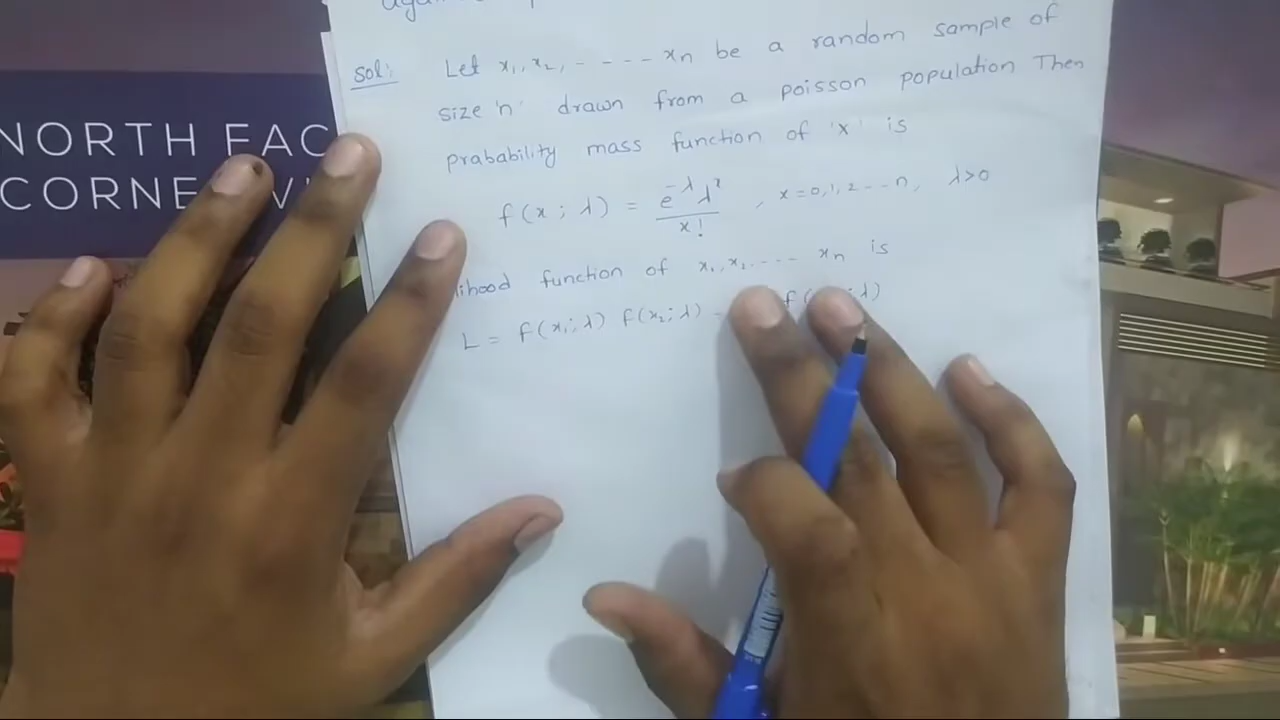 Sol:
Let x₁, x₂, - - - - xn be a random sample of
size 'n' drawn from a poisson population Then
prabability mass function of 'x' is
f(x ; λ) = e^-λ λ^x / x! , x = 0, 1, 2 -- n, λ>0
lihood function of x₁, x₂ ---- xn is
L = f(x₁; λ) f(x₂; λ) - f( ; λ)
NORTH FAC
CORNE